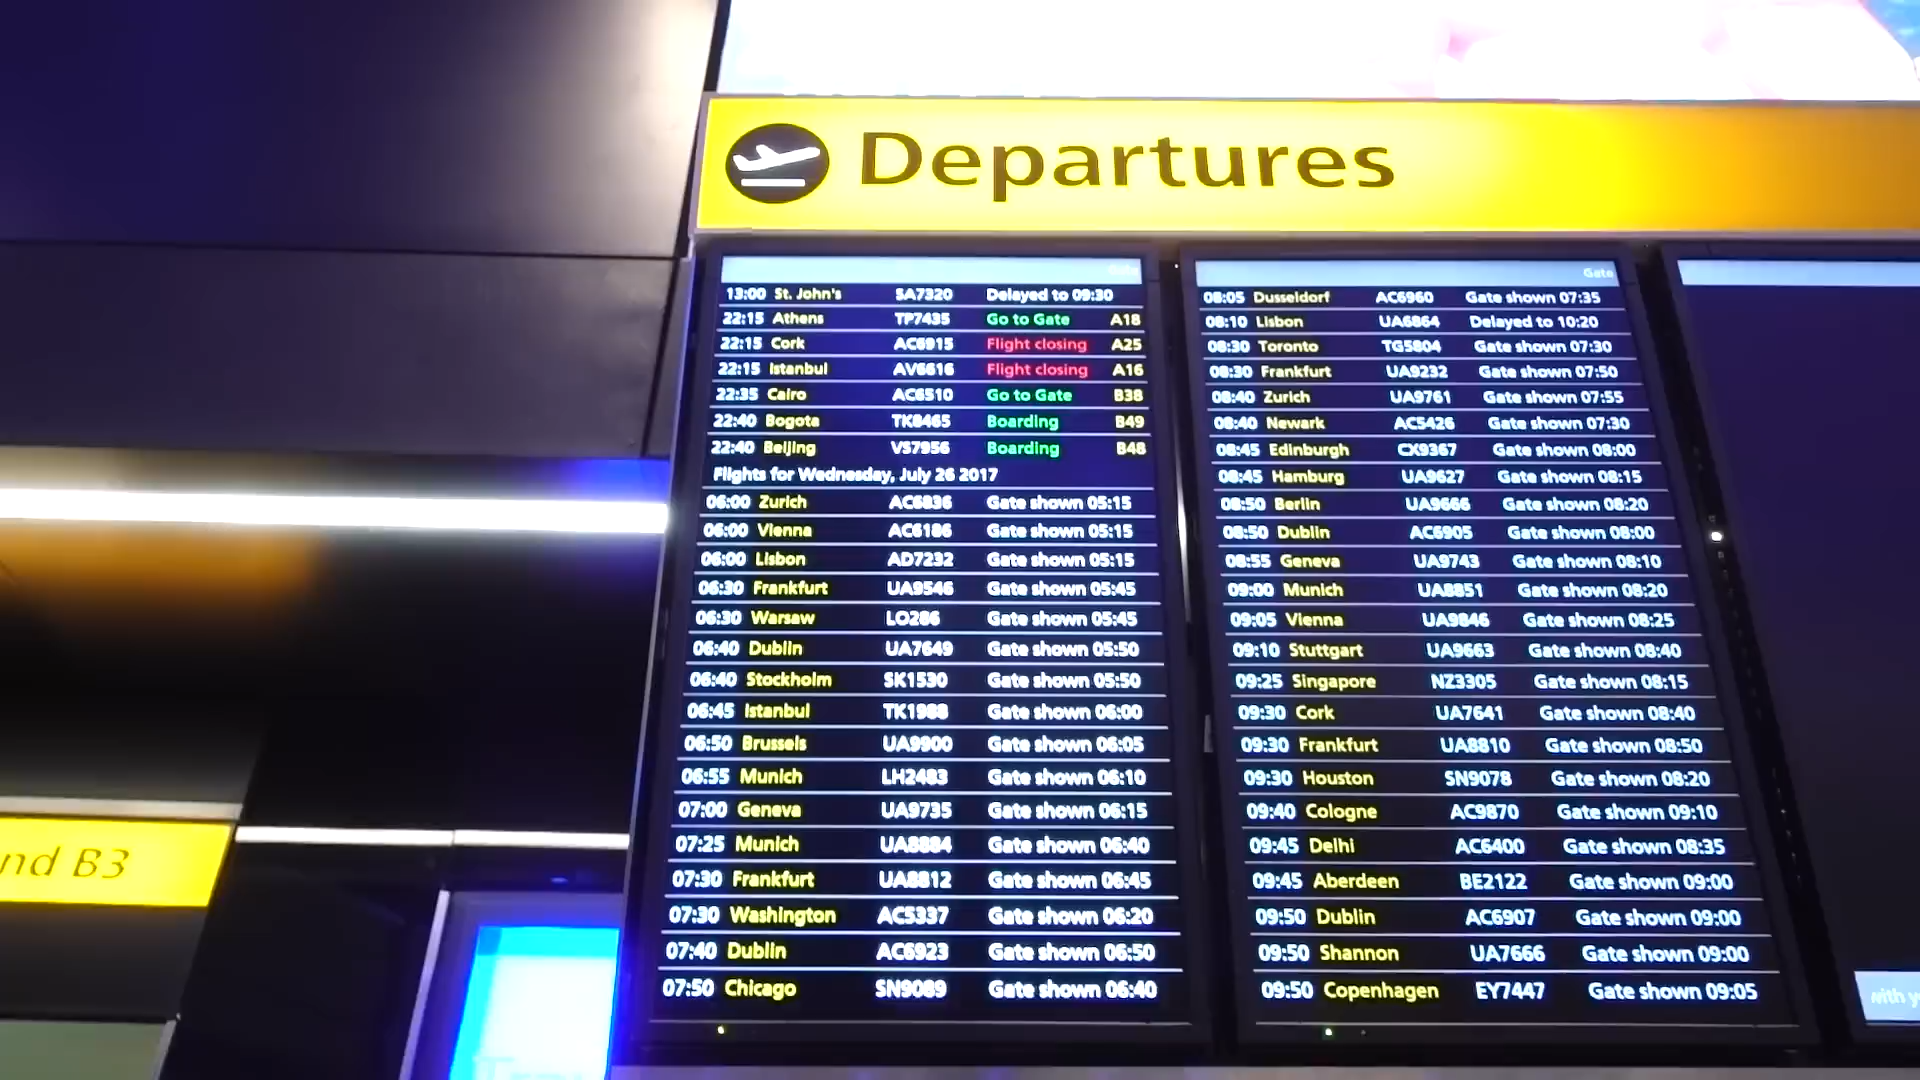 Departures
Gate
13:00 St. John's SA7320 Delayed to 09:30
22:15 Athens TP7435 Go to Gate A18
22:15 Cork AC6915 Flight closing A25
22:15 Istanbul AV6616 Flight closing A16
22:35 Cairo AC6510 Go to Gate B38
22:40 Bogota TK8465 Boarding B49
22:40 Beijing VS7956 Boarding B48
Flights for Wednesday, July 26 2017
06:00 Zurich AC6836 Gate shown 05:15
06:00 Vienna AC6186 Gate shown 05:15
06:00 Lisbon AD7232 Gate shown 05:15
06:30 Frankfurt UA9546 Gate shown 05:45
06:30 Warsaw LO286 Gate shown 05:45
06:40 Dublin UA7649 Gate shown 05:50
06:40 Stockholm SK1530 Gate shown 05:50
06:45 Istanbul TK1988 Gate shown 06:00
06:50 Brussels UA9900 Gate shown 06:05
06:55 Munich LH2483 Gate shown 06:10
07:00 Geneva UA9735 Gate shown 06:15
07:25 Munich UA8884 Gate shown 06:40
07:30 Frankfurt UA8812 Gate shown 06:45
07:30 Washington AC5337 Gate shown 06:20
07:40 Dublin AC6923 Gate shown 06:50
07:50 Chicago SN9089 Gate shown 06:40
Gate
08:05 Dusseldorf AC6960 Gate shown 07:35
08:10 Lisbon UA6864 Delayed to 10:20
08:30 Toronto TG5804 Gate shown 07:30
08:30 Frankfurt UA9232 Gate shown 07:50
08:40 Zurich UA9761 Gate shown 07:55
08:40 Newark AC5426 Gate shown 07:30
08:45 Edinburgh CX9367 Gate shown 08:00
08:45 Hamburg UA9627 Gate shown 08:15
08:50 Berlin UA9666 Gate shown 08:20
08:50 Dublin AC6905 Gate shown 08:00
08:55 Geneva UA9743 Gate shown 08:10
09:00 Munich UA8851 Gate shown 08:20
09:05 Vienna UA9846 Gate shown 08:25
09:10 Stuttgart UA9663 Gate shown 08:40
09:25 Singapore NZ3305 Gate shown 08:15
09:30 Cork UA7641 Gate shown 08:40
09:30 Frankfurt UA8810 Gate shown 08:50
09:30 Houston SN9078 Gate shown 08:20
09:40 Cologne AC9870 Gate shown 09:10
09:45 Delhi AC6400 Gate shown 08:35
09:45 Aberdeen BE2122 Gate shown 09:00
09:50 Dublin AC6907 Gate shown 09:00
09:50 Shannon UA7666 Gate shown 09:00
09:50 Copenhagen EY7447 Gate shown 09:05
nd B3
with y